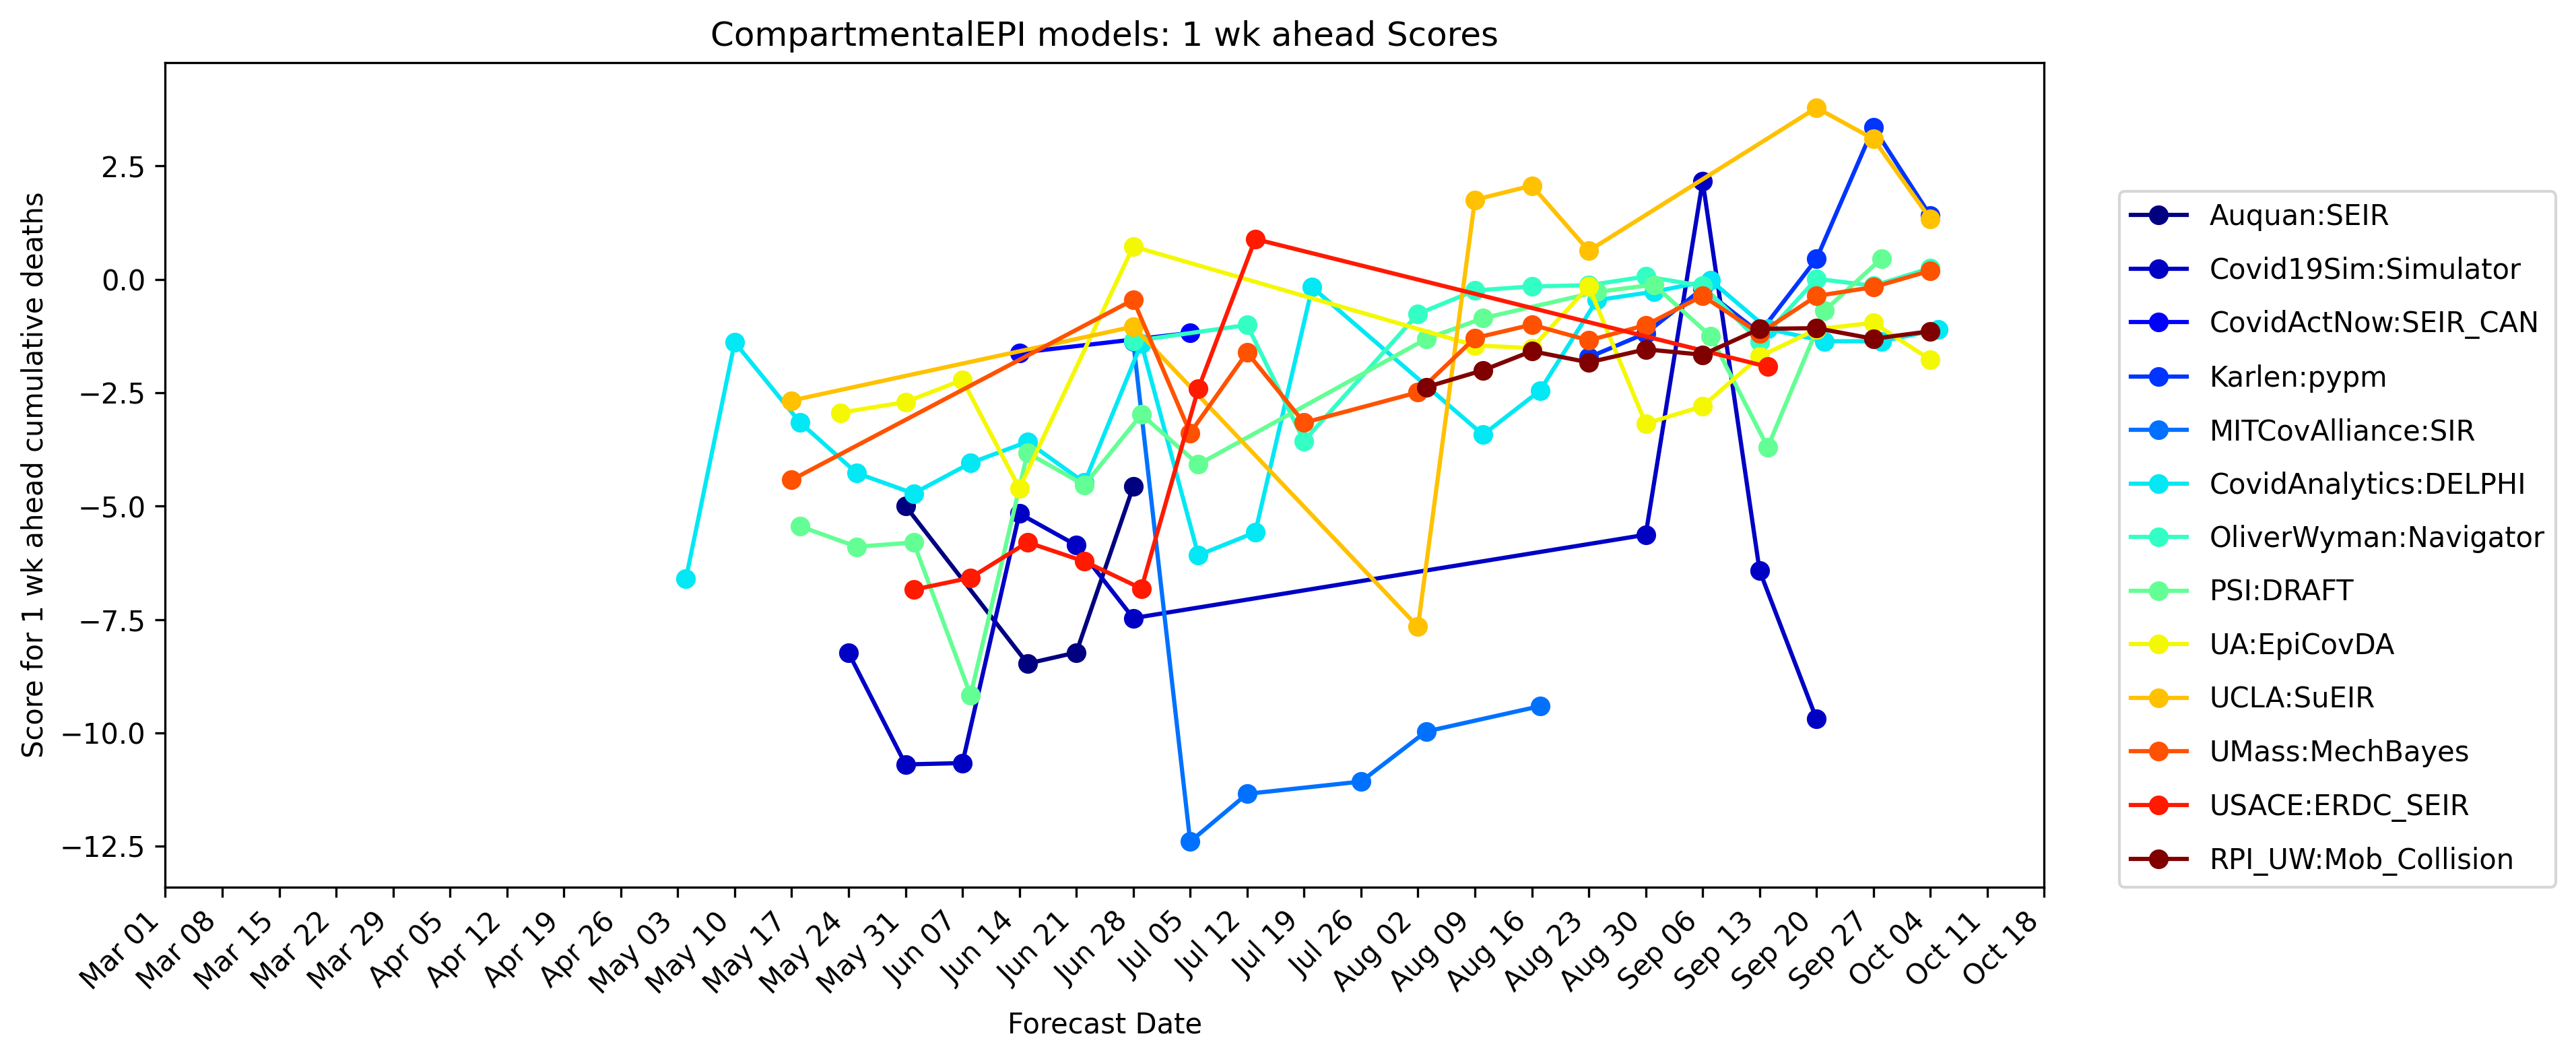 CompartmentalEPI models: 1 wk ahead Scores
Score for 1 wk ahead cumulative deaths
2.5
0.0
−2.5
−5.0
−7.5
−10.0
−12.5
Mar 01
Mar 08
Mar 15
Mar 22
Mar 29
Apr 05
Apr 12
Apr 19
Apr 26
May 03
May 10
May 17
May 24
May 31
Jun 07
Jun 14
Jun 21
Jun 28
Jul 05
Jul 12
Jul 19
Jul 26
Aug 02
Aug 09
Aug 16
Aug 23
Aug 30
Sep 06
Sep 13
Sep 20
Sep 27
Oct 04
Oct 11
Oct 18
Forecast Date
Auquan:SEIR
Covid19Sim:Simulator
CovidActNow:SEIR_CAN
Karlen:pypm
MITCovAlliance:SIR
CovidAnalytics:DELPHI
OliverWyman:Navigator
PSI:DRAFT
UA:EpiCovDA
UCLA:SuEIR
UMass:MechBayes
USACE:ERDC_SEIR
RPI_UW:Mob_Collision